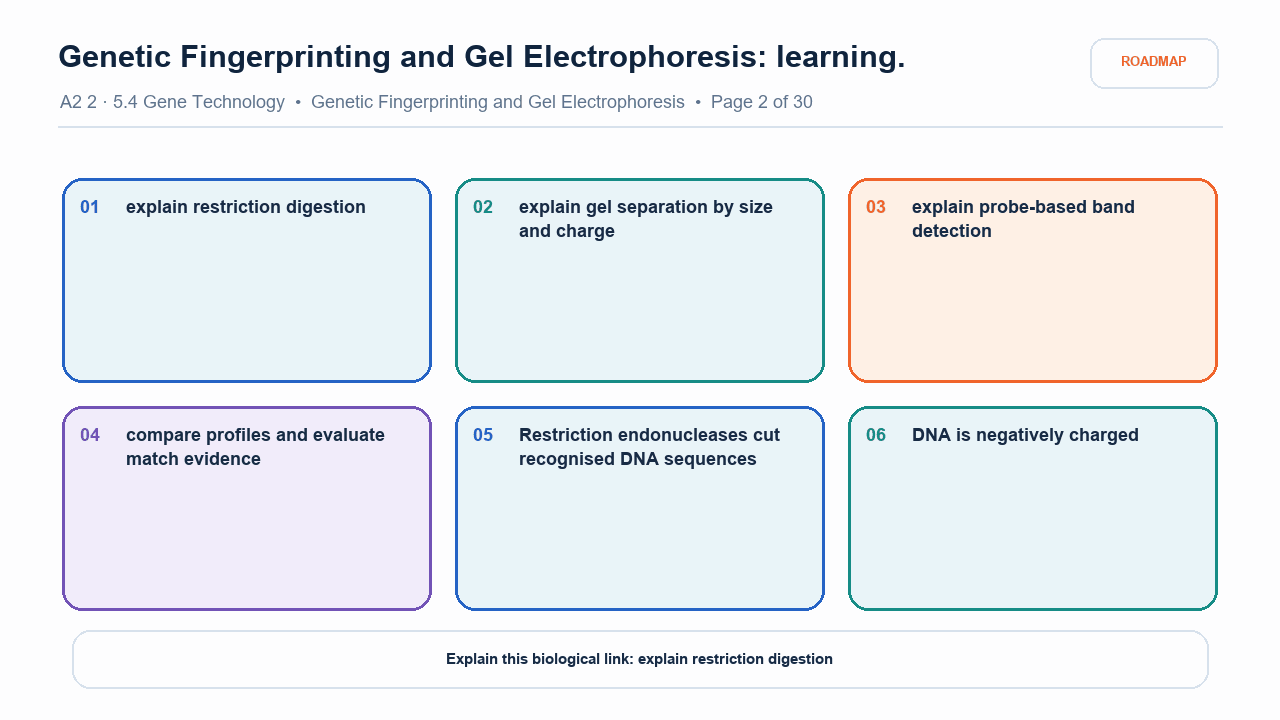 Genetic Fingerprinting and Gel Electrophoresis: learning.
ROADMAP
A2 2 · 5.4 Gene Technology • Genetic Fingerprinting and Gel Electrophoresis • Page 2 of 30
01 explain restriction digestion
02 explain gel separation by size
and charge
03 explain probe-based band
detection
04 compare profiles and evaluate
match evidence
05 Restriction endonucleases cut
recognised DNA sequences
06 DNA is negatively charged
Explain this biological link: explain restriction digestion